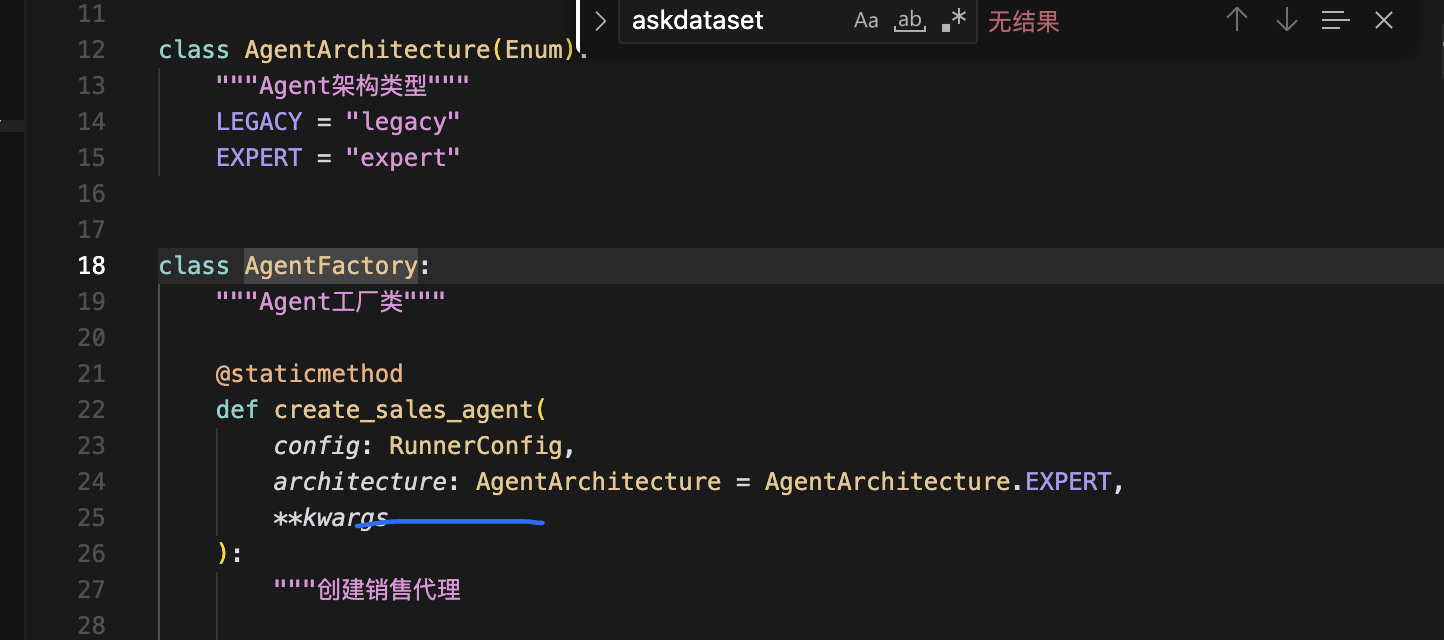 askdataset Aa ab .* 无结果
11
12 class AgentArchitecture(Enum):
13 """Agent架构类型"""
14 LEGACY = "legacy"
15 EXPERT = "expert"
16
17
18 class AgentFactory:
19 """Agent工厂类"""
20
21 @staticmethod
22 def create_sales_agent(
23 config: RunnerConfig,
24 architecture: AgentArchitecture = AgentArchitecture.EXPERT,
25 **kwargs
26 ):
27 """创建销售代理
28